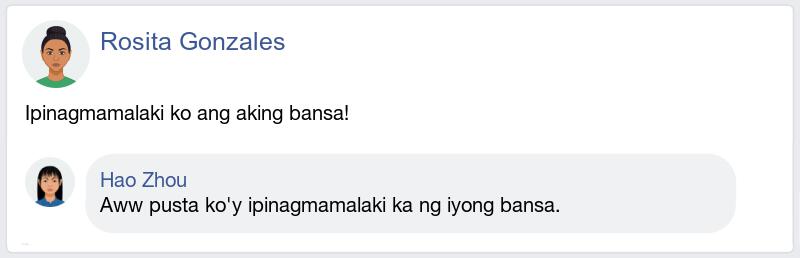 Rosita Gonzales
Ipinagmamalaki ko ang aking bansa!
Hao Zhou
Aww pusta ko'y ipinagmamalaki ka ng iyong bansa.